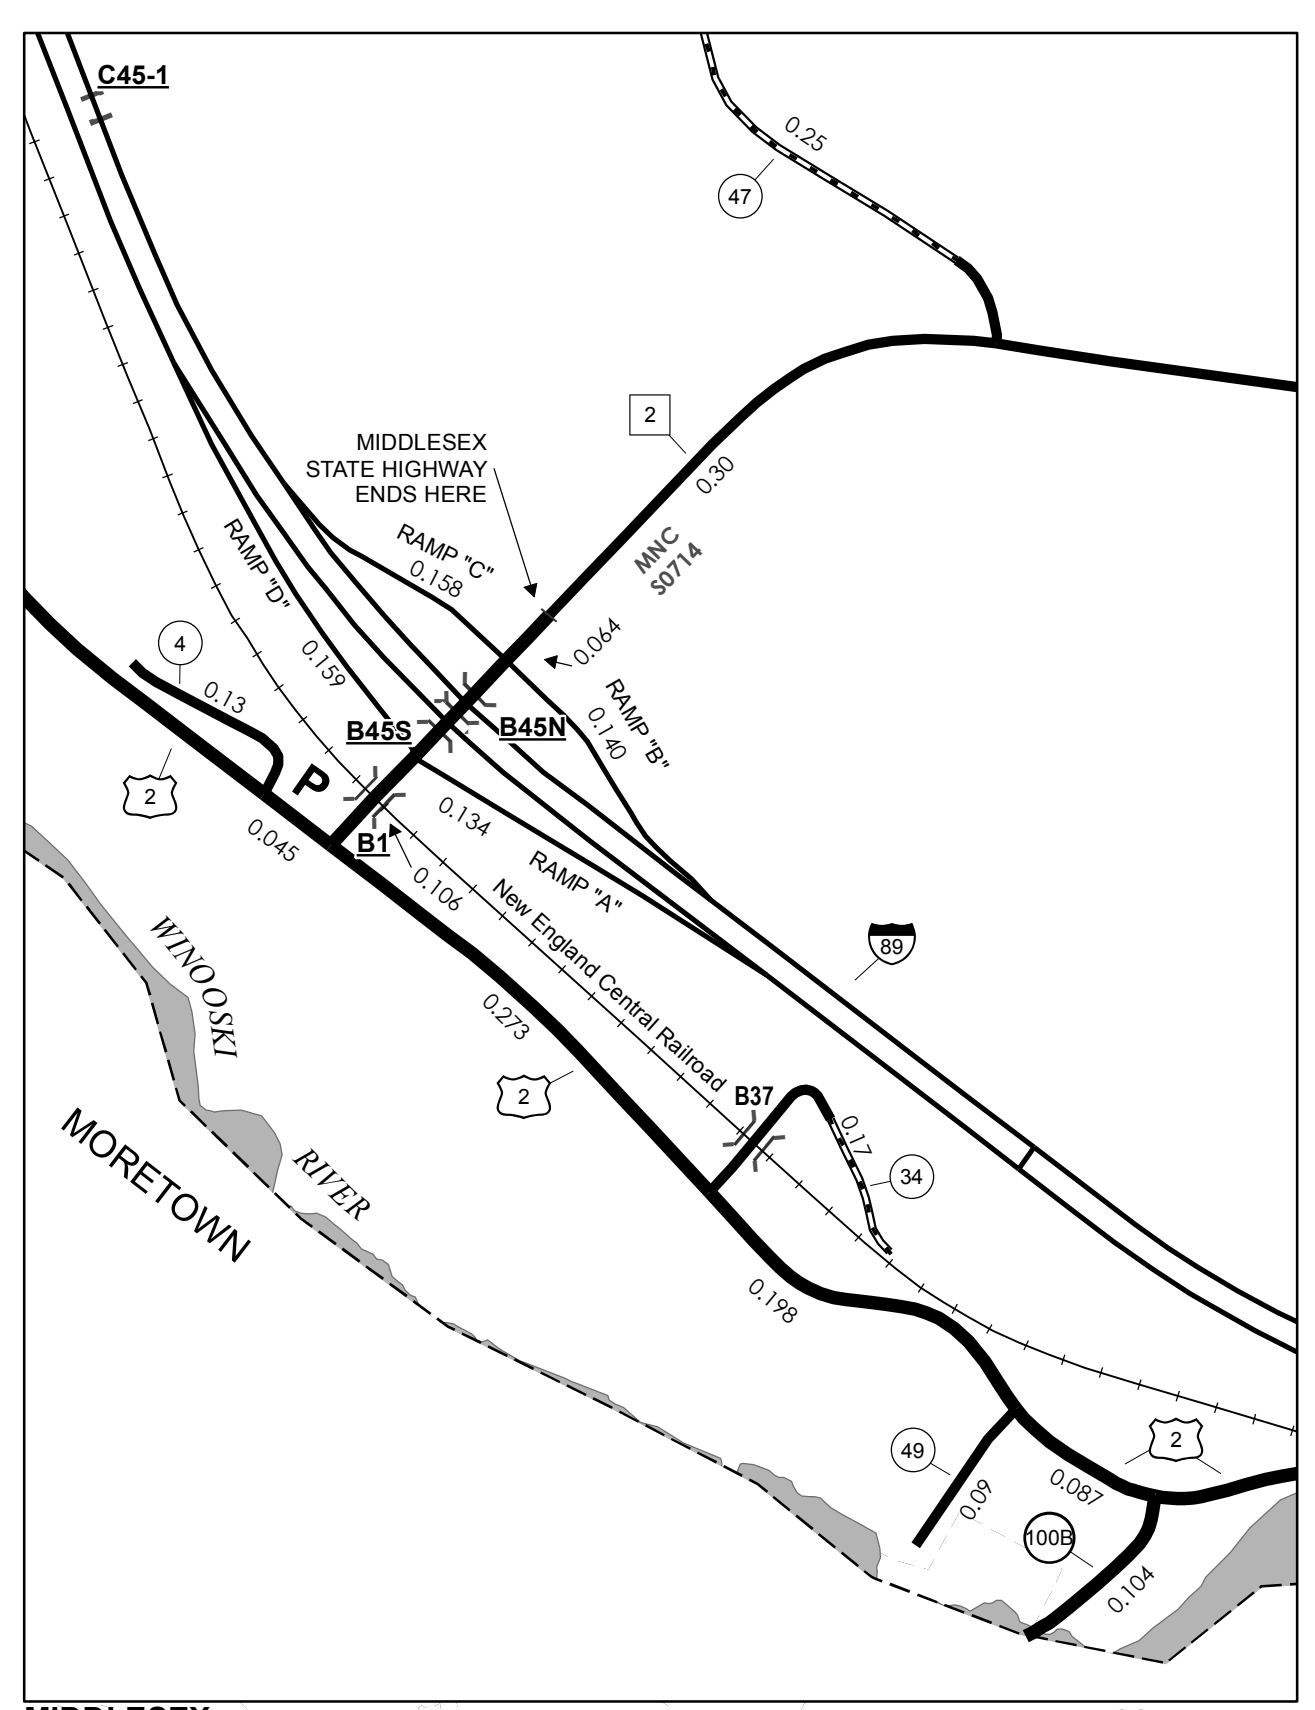 C45-1
0.25
47
2
MIDDLESEX
STATE HIGHWAY
ENDS HERE
0.30
MNC
S0714
RAMP "C"
0.158
RAMP "D"
0.159
0.064
4
0.13
RAMP "B"
0.140
B45S
B45N
P
2
0.045
B1
0.134
0.106
RAMP "A"
New England Central Railroad
89
WINOOSKI
RIVER
0.273
2
B37
0.17
34
MORETOWN
0.198
49
0.09
2
0.087
100B
0.104
MIDDLESEX